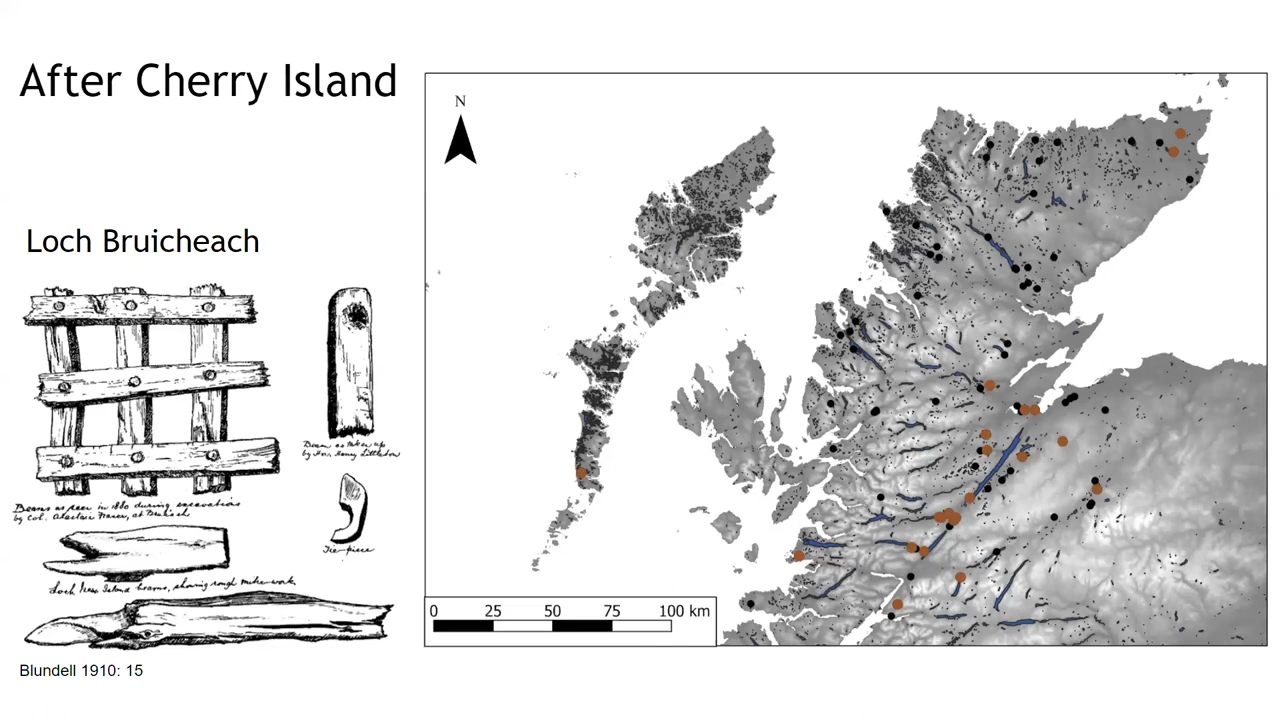 After Cherry Island
Loch Bruicheach
Beam as taken up
by Hon. Henry Littleton
Beams as seen in 1880 during excavations
by Col. Alastair Fraser, at
Tie-piece
Loch Ness Island beams, showing rough mitre-work.
Blundell 1910: 15
N
0 25 50 75 100 km